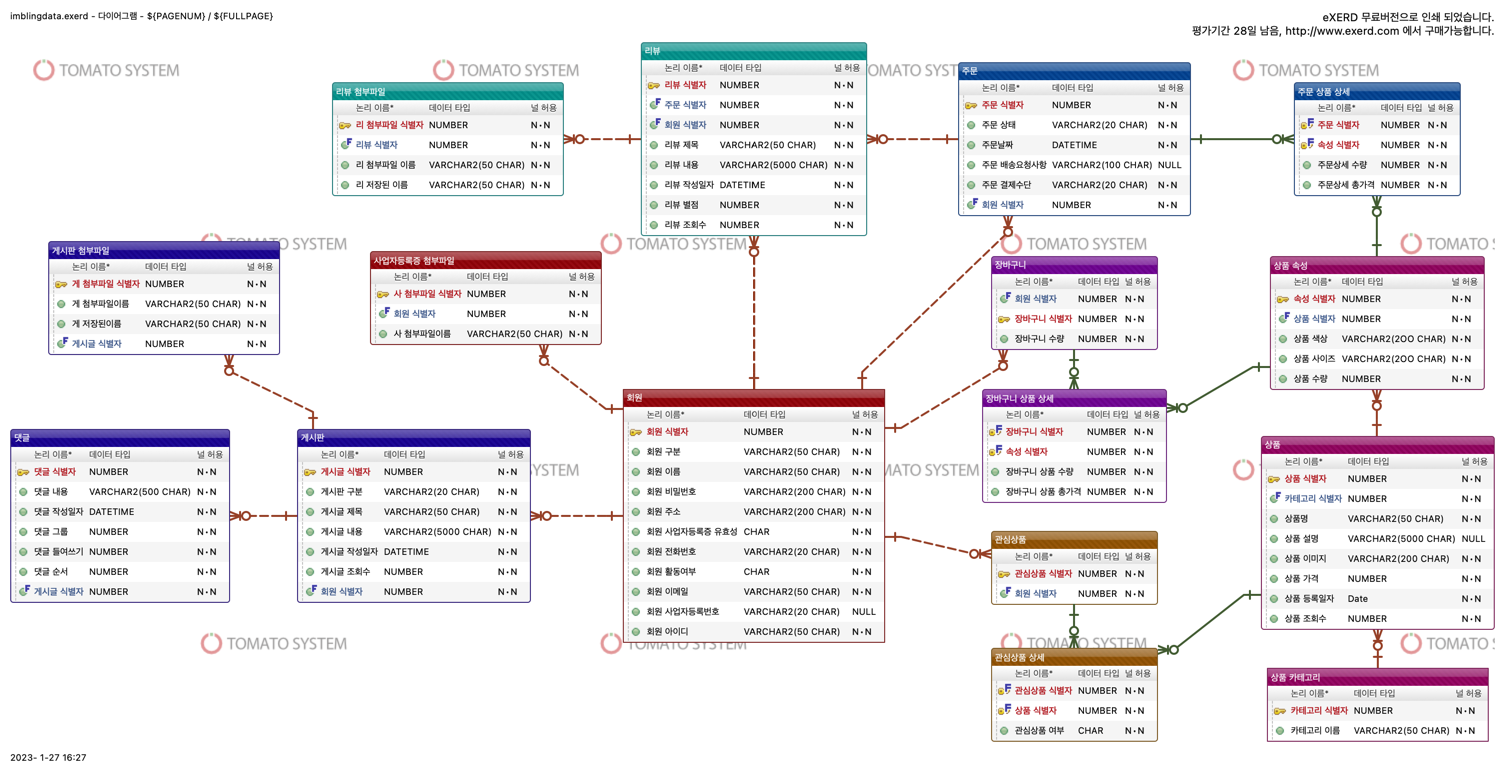 imblingdata.exerd - 다이어그램 - ${PAGENUM} / ${FULLPAGE}
eXERD 무료버전으로 인쇄 되었습니다.
평가기간 28일 남음, http://www.exerd.com 에서 구매가능합니다.
TOMATO SYSTEM
TOMATO SYSTEM
TOMATO SYSTEM
TOMATO SYSTEM
리뷰 첨부파일
논리 이름* 데이터 타입 널 허용
리 첨부파일 식별자 NUMBER N·N
리뷰 식별자 NUMBER N·N
리 첨부파일 이름 VARCHAR2(50 CHAR) N·N
리 저장된 이름 VARCHAR2(50 CHAR) N·N
리뷰
논리 이름* 데이터 타입 널 허용
리뷰 식별자 NUMBER N·N
주문 식별자 NUMBER N·N
회원 식별자 NUMBER N·N
리뷰 제목 VARCHAR2(50 CHAR) N·N
리뷰 내용 VARCHAR2(5000 CHAR) N·N
리뷰 작성일자 DATETIME N·N
리뷰 별점 NUMBER N·N
리뷰 조회수 NUMBER N·N
주문
논리 이름* 데이터 타입 널 허용
주문 식별자 NUMBER N·N
주문 상태 VARCHAR2(20 CHAR) N·N
주문날짜 DATETIME N·N
주문 배송요청사항 VARCHAR2(100 CHAR) NULL
주문 결제수단 VARCHAR2(20 CHAR) N·N
회원 식별자 NUMBER N·N
주문 상품 상세
논리 이름* 데이터 타입 널 허용
주문 식별자 NUMBER N·N
속성 식별자 NUMBER N·N
주문상세 수량 NUMBER N·N
주문상세 총가격 NUMBER N·N
TOMATO SYSTEM
TOMATO SYSTEM
TOMATO SYSTEM
TOMATO S
게시판 첨부파일
논리 이름* 데이터 타입 널 허용
게 첨부파일 식별자 NUMBER N·N
게 첨부파일이름 VARCHAR2(50 CHAR) N·N
게 저장된이름 VARCHAR2(50 CHAR) N·N
게시글 식별자 NUMBER N·N
사업자등록증 첨부파일
논리 이름* 데이터 타입 널 허용
사 첨부파일 식별자 NUMBER N·N
회원 식별자 NUMBER N·N
사 첨부파일이름 VARCHAR2(50 CHAR) N·N
장바구니
논리 이름* 데이터 타입 널 허용
회원 식별자 NUMBER N·N
장바구니 식별자 NUMBER N·N
장바구니 수량 NUMBER N·N
상품 속성
논리 이름* 데이터 타입 널 허용
속성 식별자 NUMBER N·N
상품 식별자 NUMBER N·N
상품 색상 VARCHAR2(2OO CHAR) N·N
상품 사이즈 VARCHAR2(2OO CHAR) N·N
상품 수량 NUMBER N·N
댓글
논리 이름* 데이터 타입 널 허용
댓글 식별자 NUMBER N·N
댓글 내용 VARCHAR2(500 CHAR) N·N
댓글 작성일자 DATETIME N·N
댓글 그룹 NUMBER N·N
댓글 들여쓰기 NUMBER N·N
댓글 순서 NUMBER N·N
게시글 식별자 NUMBER N·N
게시판
논리 이름* 데이터 타입 널 허용
게시글 식별자 NUMBER N·N
게시판 구분 VARCHAR2(20 CHAR) N·N
게시글 제목 VARCHAR2(50 CHAR) N·N
게시글 내용 VARCHAR2(5000 CHAR) N·N
게시글 작성일자 DATETIME N·N
게시글 조회수 NUMBER N·N
회원 식별자 NUMBER N·N
SYSTEM
회원
논리 이름* 데이터 타입 널 허용
회원 식별자 NUMBER N·N
회원 구분 VARCHAR2(50 CHAR) N·N
회원 이름 VARCHAR2(50 CHAR) N·N
회원 비밀번호 VARCHAR2(200 CHAR) N·N
회원 주소 VARCHAR2(200 CHAR) N·N
회원 사업자등록증 유효성 CHAR N·N
회원 전화번호 VARCHAR2(20 CHAR) N·N
회원 활동여부 CHAR N·N
회원 이메일 VARCHAR2(50 CHAR) N·N
회원 사업자등록번호 VARCHAR2(20 CHAR) NULL
회원 아이디 VARCHAR2(50 CHAR) N·N
OMATO SYSTEM
장바구니 상품 상세
논리 이름* 데이터 타입 널 허용
장바구니 식별자 NUMBER N·N
속성 식별자 NUMBER N·N
장바구니 상품 수량 NUMBER N·N
장바구니 상품 총가격 NUMBER N·N
상품
논리 이름* 데이터 타입 널 허용
상품 식별자 NUMBER N·N
카테고리 식별자 NUMBER N·N
상품명 VARCHAR2(50 CHAR) N·N
상품 설명 VARCHAR2(5000 CHAR) NULL
상품 이미지 VARCHAR2(200 CHAR) N·N
상품 가격 NUMBER N·N
상품 등록일자 Date N·N
상품 조회수 NUMBER N·N
관심상품
논리 이름* 데이터 타입 널 허용
관심상품 식별자 NUMBER N·N
회원 식별자 NUMBER N·N
TOMATO SYSTEM
TOMATO SYSTEM
TOMATO SYSTEM
TOMATO S
관심상품 상세
논리 이름* 데이터 타입 널 허용
관심상품 식별자 NUMBER N·N
상품 식별자 NUMBER N·N
관심상품 여부 CHAR N·N
상품 카테고리
논리 이름* 데이터 타입 널 허용
카테고리 식별자 NUMBER N·N
카테고리 이름 VARCHAR2(50 CHAR) N·N
2023- 1-27 16:27